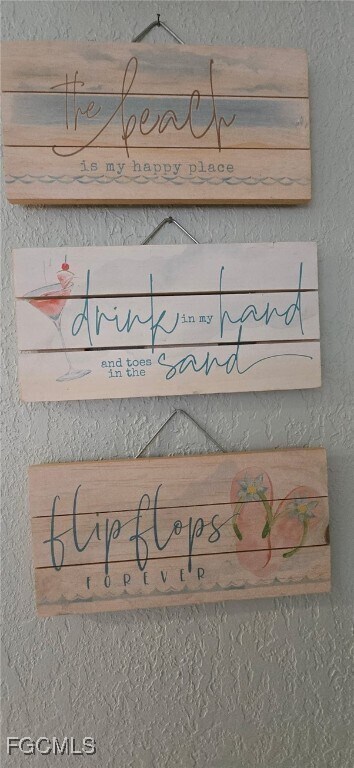 the beach
is my happy place
drink in my hand
and toes
in the sand
flip flops
FOREVER
FGCMLS